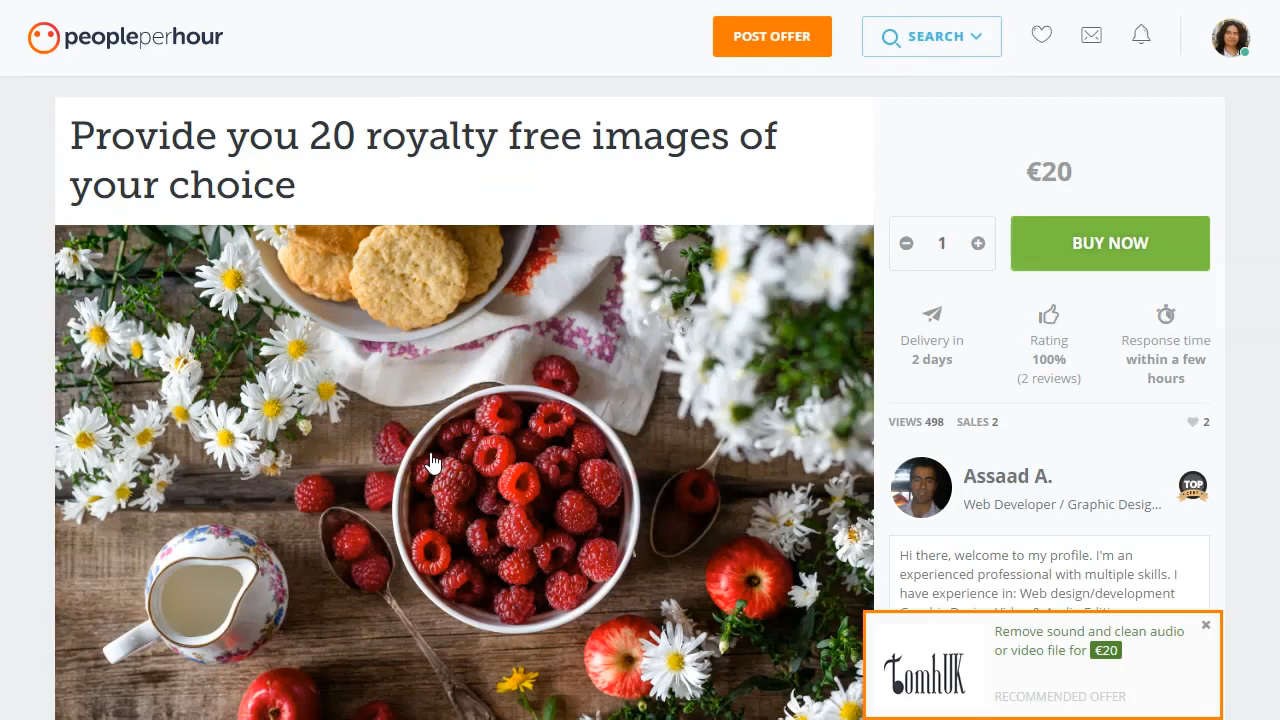 peopleperhour
POST OFFER
SEARCH
Provide you 20 royalty free images of
your choice
€20
1
BUY NOW
Delivery in
2 days
Rating
100%
(2 reviews)
Response time
within a few
hours
VIEWS 498 SALES 2
2
Assaad A.
Web Developer / Graphic Desig...
TOP
CERT
Hi there, welcome to my profile. I'm an
experienced professional with multiple skills. I
have experience in: Web design/development
Remove sound and clean audio
or video file for €20
RECOMMENDED OFFER
tomhUK